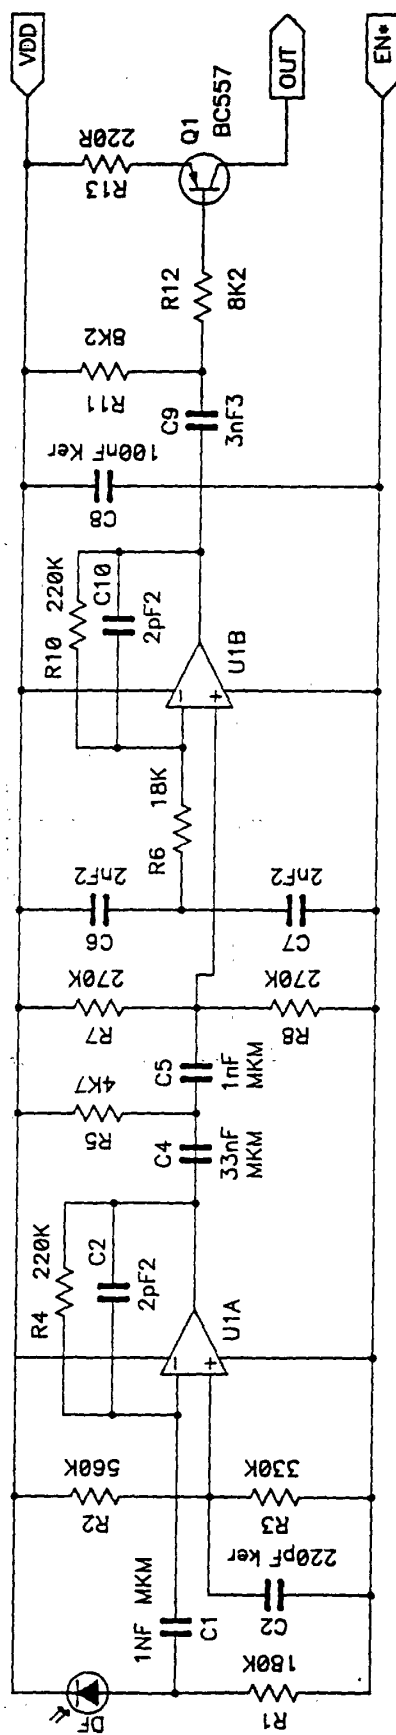 DF
R1
180K
1NF MKM
C1
C2
220pF ker
R2
560K
R3
330K
R4
220K
C2
2pF2
-
+
U1A
C4
33nF
MKM
R5
4K7
C5
1nF
MKM
R7
270K
R8
270K
C6
2nF2
C7
2nF2
R6
18K
R10
220K
C10
2pF2
-
+
U1B
C8
100nF Ker
C9
3nF3
R11
8K2
R12
8K2
R13
220R
Q1
BC557
VDD
OUT
EN*